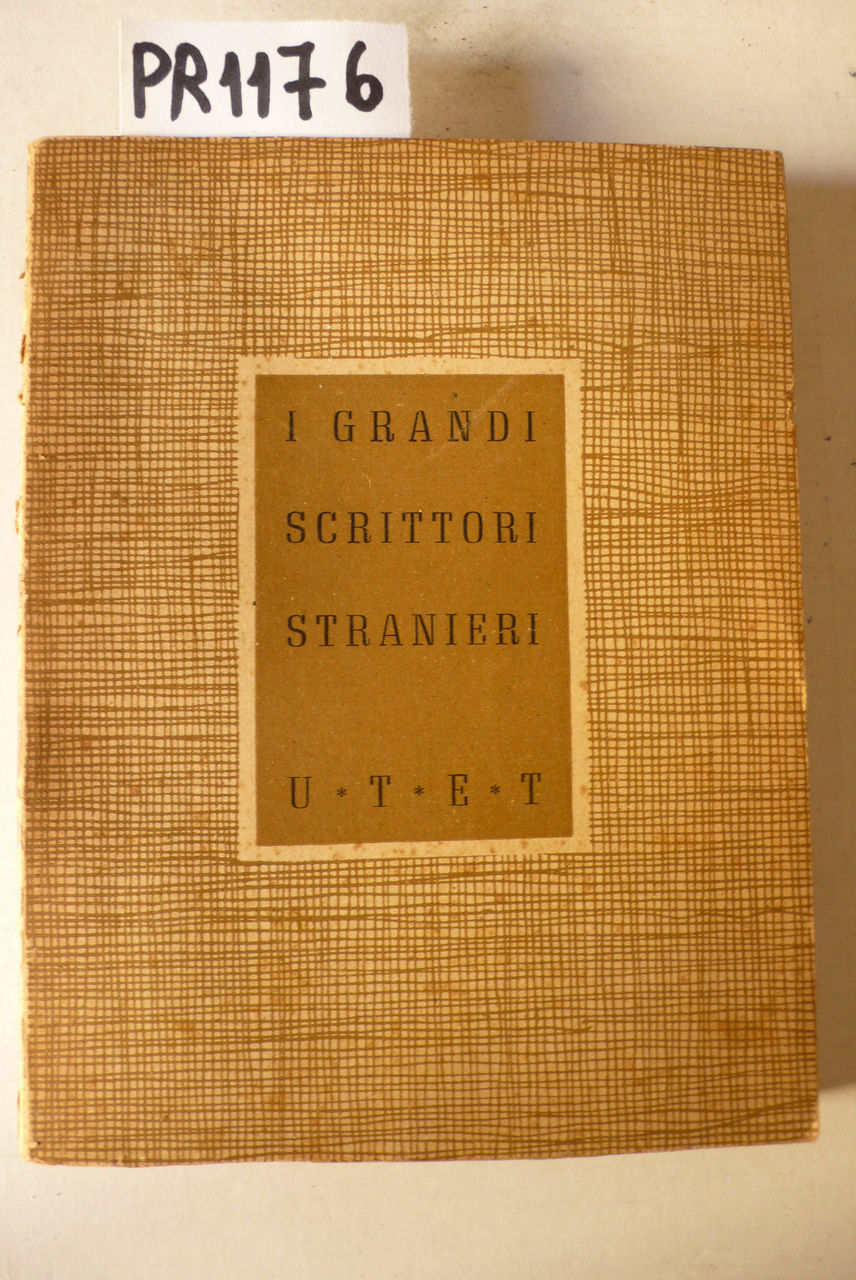 PR1176
I GRANDI
SCRITTORI
STRANIERI
U * T * E * T